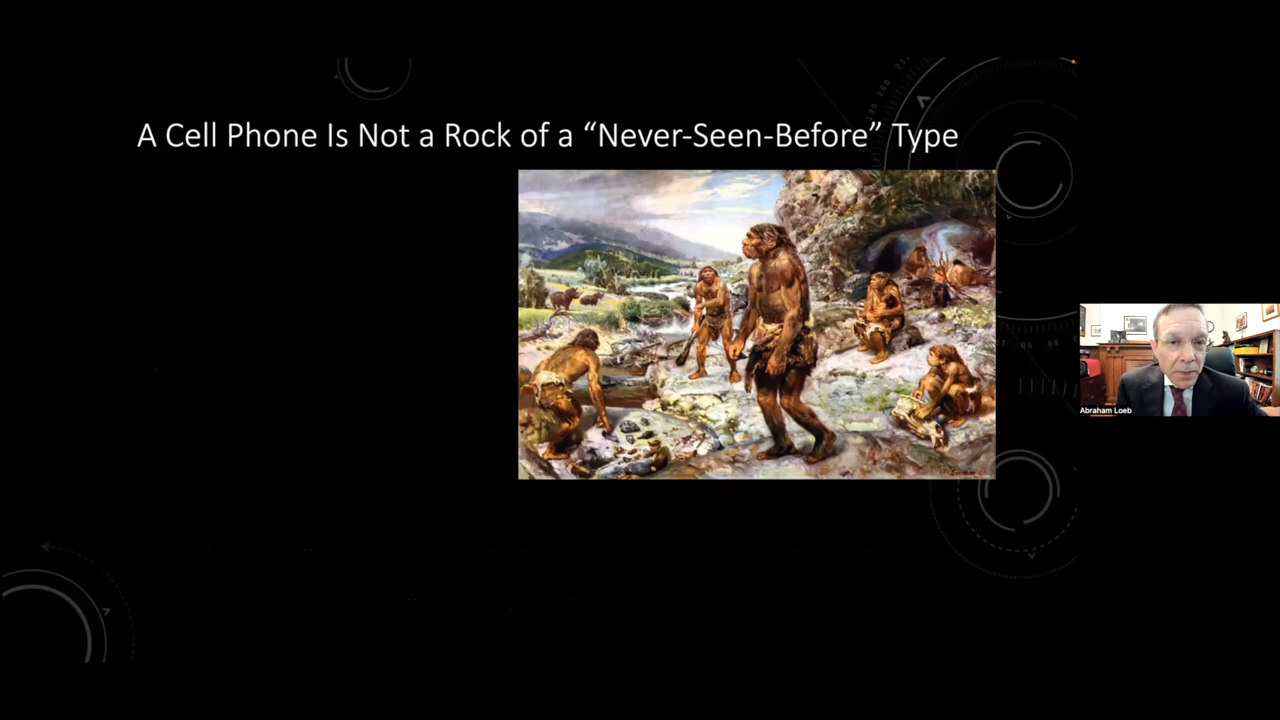 A Cell Phone Is Not a Rock of a “Never-Seen-Before” Type
Abraham Loeb